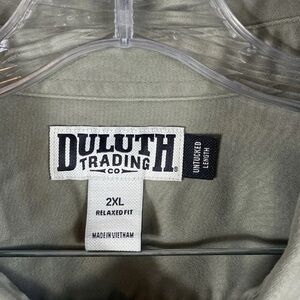 DULUTH
TRADING
CO
®
UNTUCKED
LENGTH
2XL
RELAXED FIT
MADE IN VIETNAM